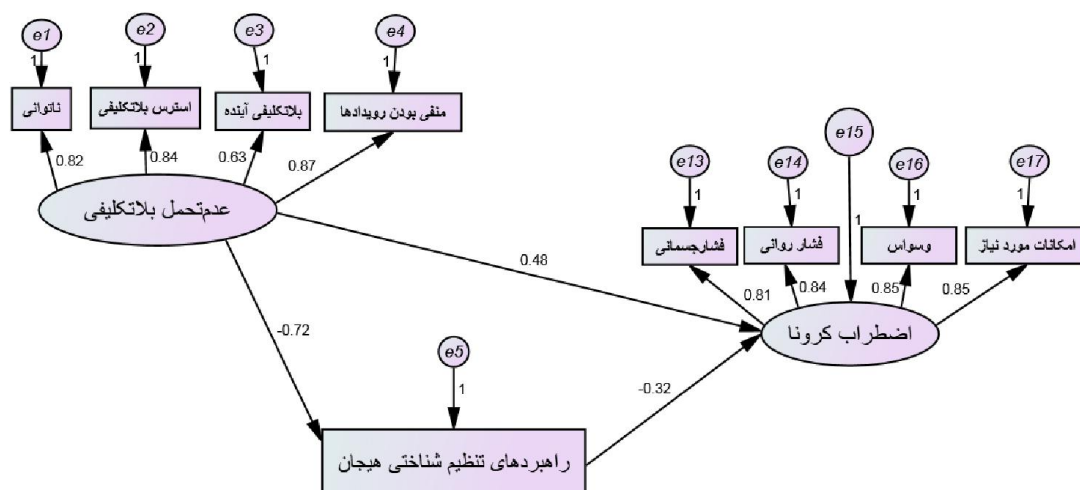 e1
e2
e3
e4
1
1
1
1
ناتوانی
استرس بلاتکلیفی
بلاتکلیفی آینده
منفی بودن رویدادها
0.82
0.84
0.63
0.87
عدم‌تحمل بلاتکلیفی
e15
e13
e14
e16
e17
1
1
1
1
1
فشارجسمانی
فشار روانی
وسواس
امکانات مورد نیاز
0.81
0.84
0.85
0.85
اضطراب کرونا
0.48
-0.72
-0.32
e5
1
راهبردهای تنظیم شناختی هیجان